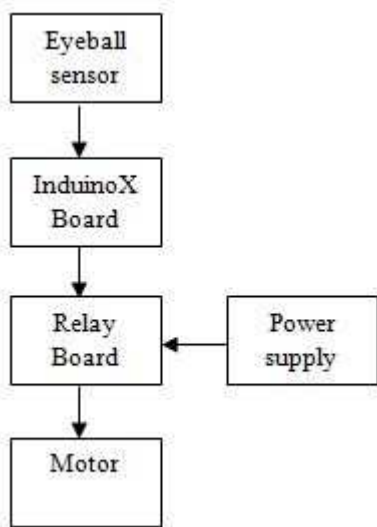 Eyeball
sensor
InduinoX
Board
Relay
Board
Power
supply
Motor